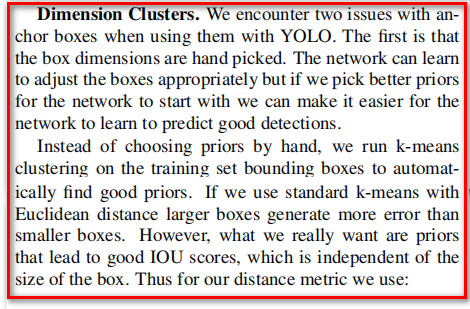 Dimension Clusters. We encounter two issues with an-
chor boxes when using them with YOLO. The first is that
the box dimensions are hand picked. The network can learn
to adjust the boxes appropriately but if we pick better priors
for the network to start with we can make it easier for the
network to learn to predict good detections.
Instead of choosing priors by hand, we run k-means
clustering on the training set bounding boxes to automat-
ically find good priors. If we use standard k-means with
Euclidean distance larger boxes generate more error than
smaller boxes. However, what we really want are priors
that lead to good IOU scores, which is independent of the
size of the box. Thus for our distance metric we use: